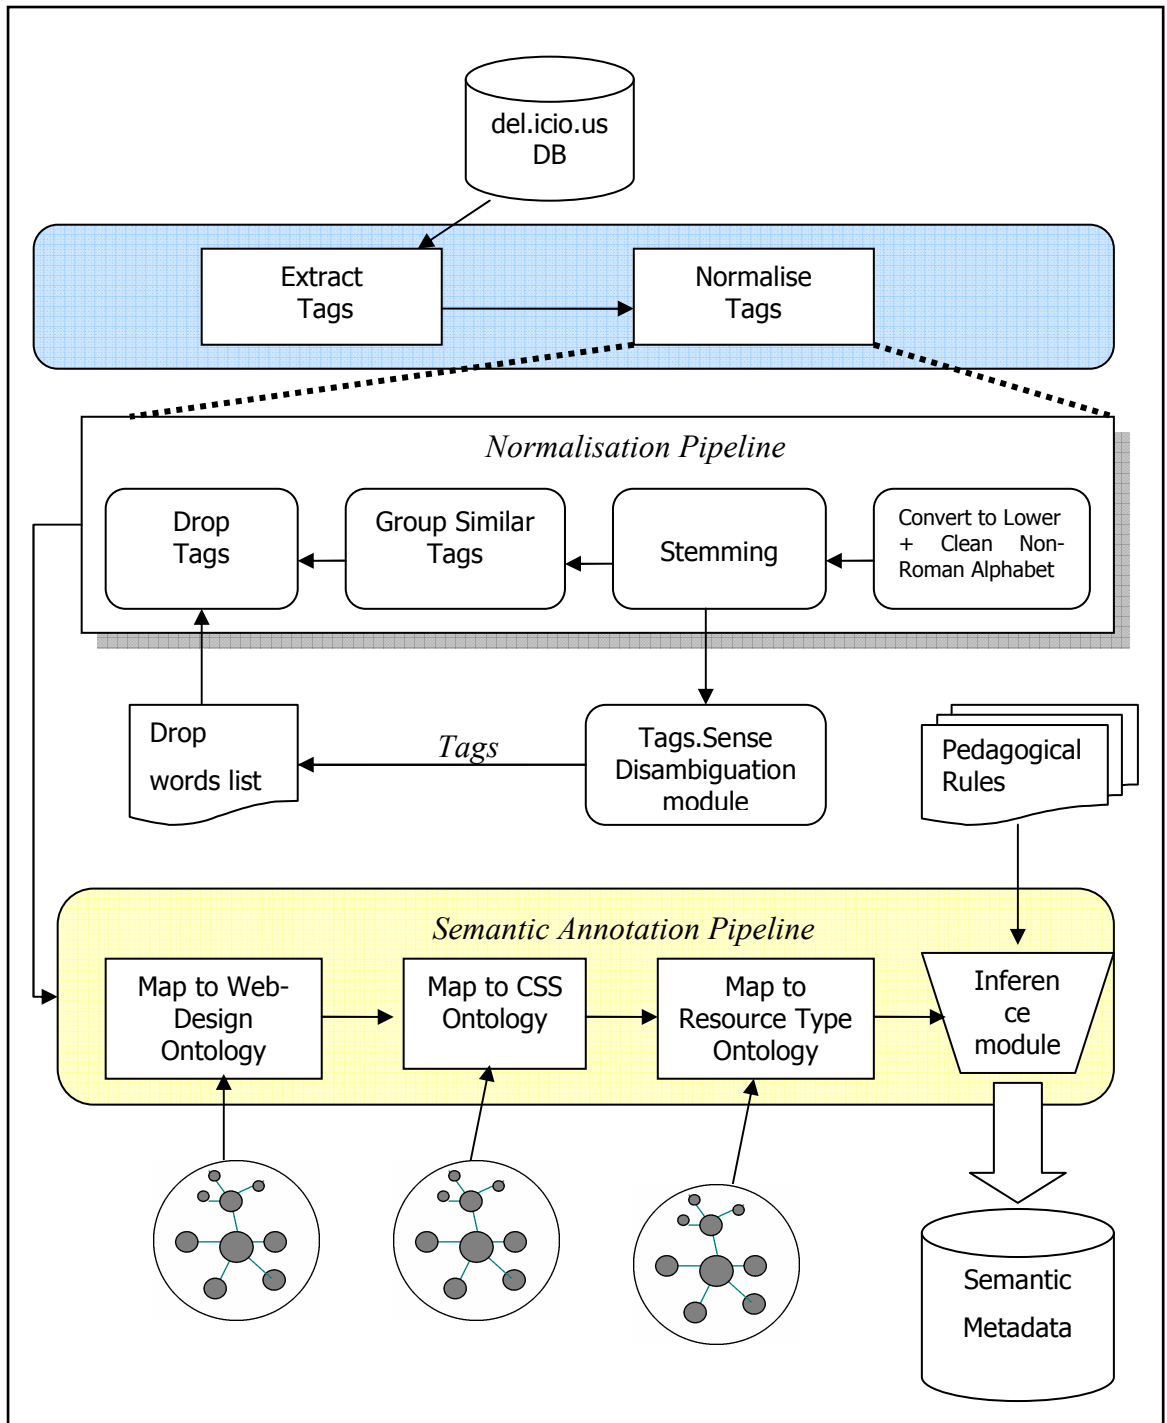 del.icio.us
DB
Extract
Tags
Normalise
Tags
Normalisation Pipeline
Drop
Tags
Group Similar
Tags
Stemming
Convert to Lower
+ Clean Non-
Roman Alphabet
Drop
words list
Tags
Tags.Sense
Disambiguation
module
Pedagogical
Rules
Semantic Annotation Pipeline
Map to Web-
Design
Ontology
Map to CSS
Ontology
Map to
Resource Type
Ontology
Inferen
ce
module
Semantic
Metadata